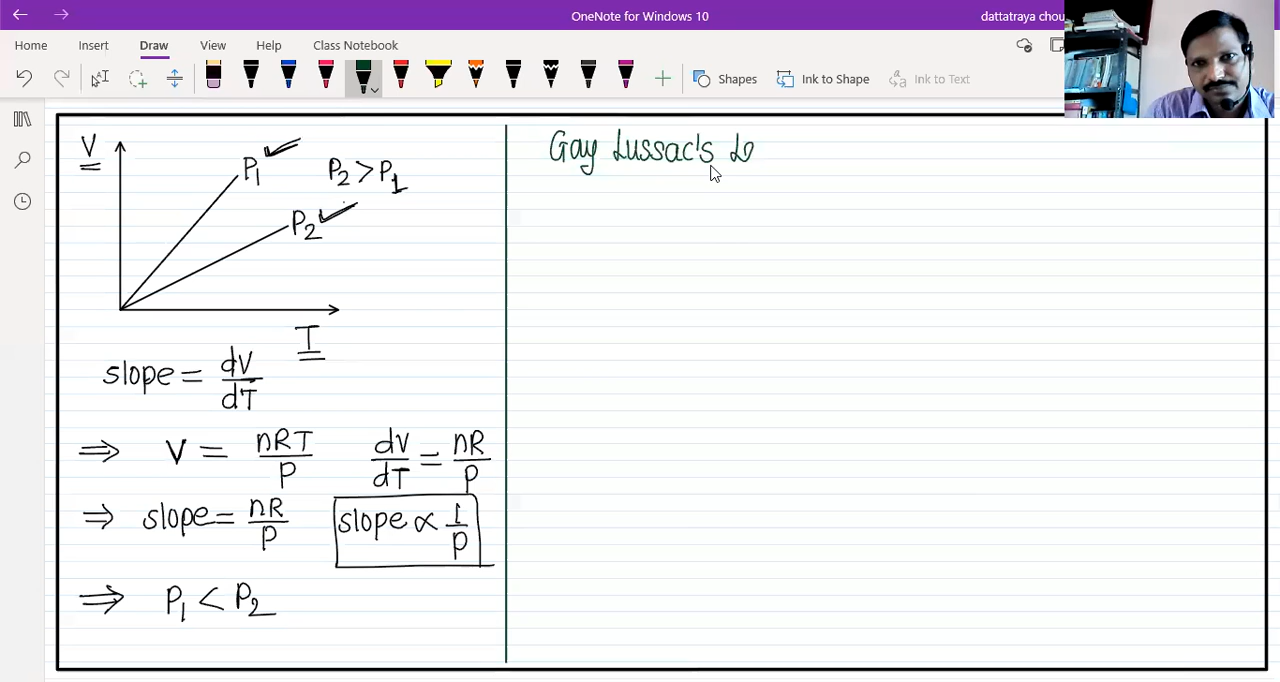 OneNote for Windows 10
dattatraya chou
Home Insert Draw View Help Class Notebook
Shapes Ink to Shape Ink to Text
V
P1
P2 > P1
P2
T
slope = dV/dT
⇒ V = nRT/P dV/dT = nR/P
⇒ slope = nR/P slope ∝ 1/P
⇒ P1 < P2
Gay Lussac's